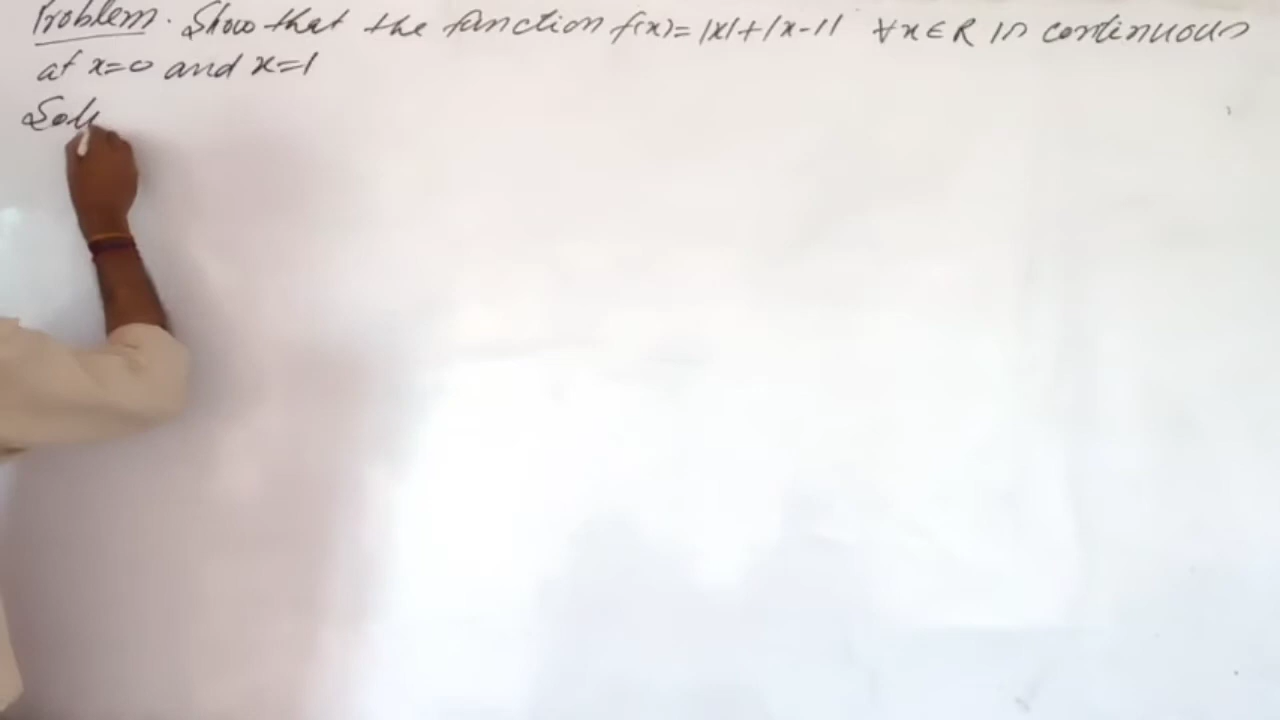 Problem. Show that the function f(x)=|x|+|x-1| ∀x∈R is continuous
at x=0 and x=1
Sol